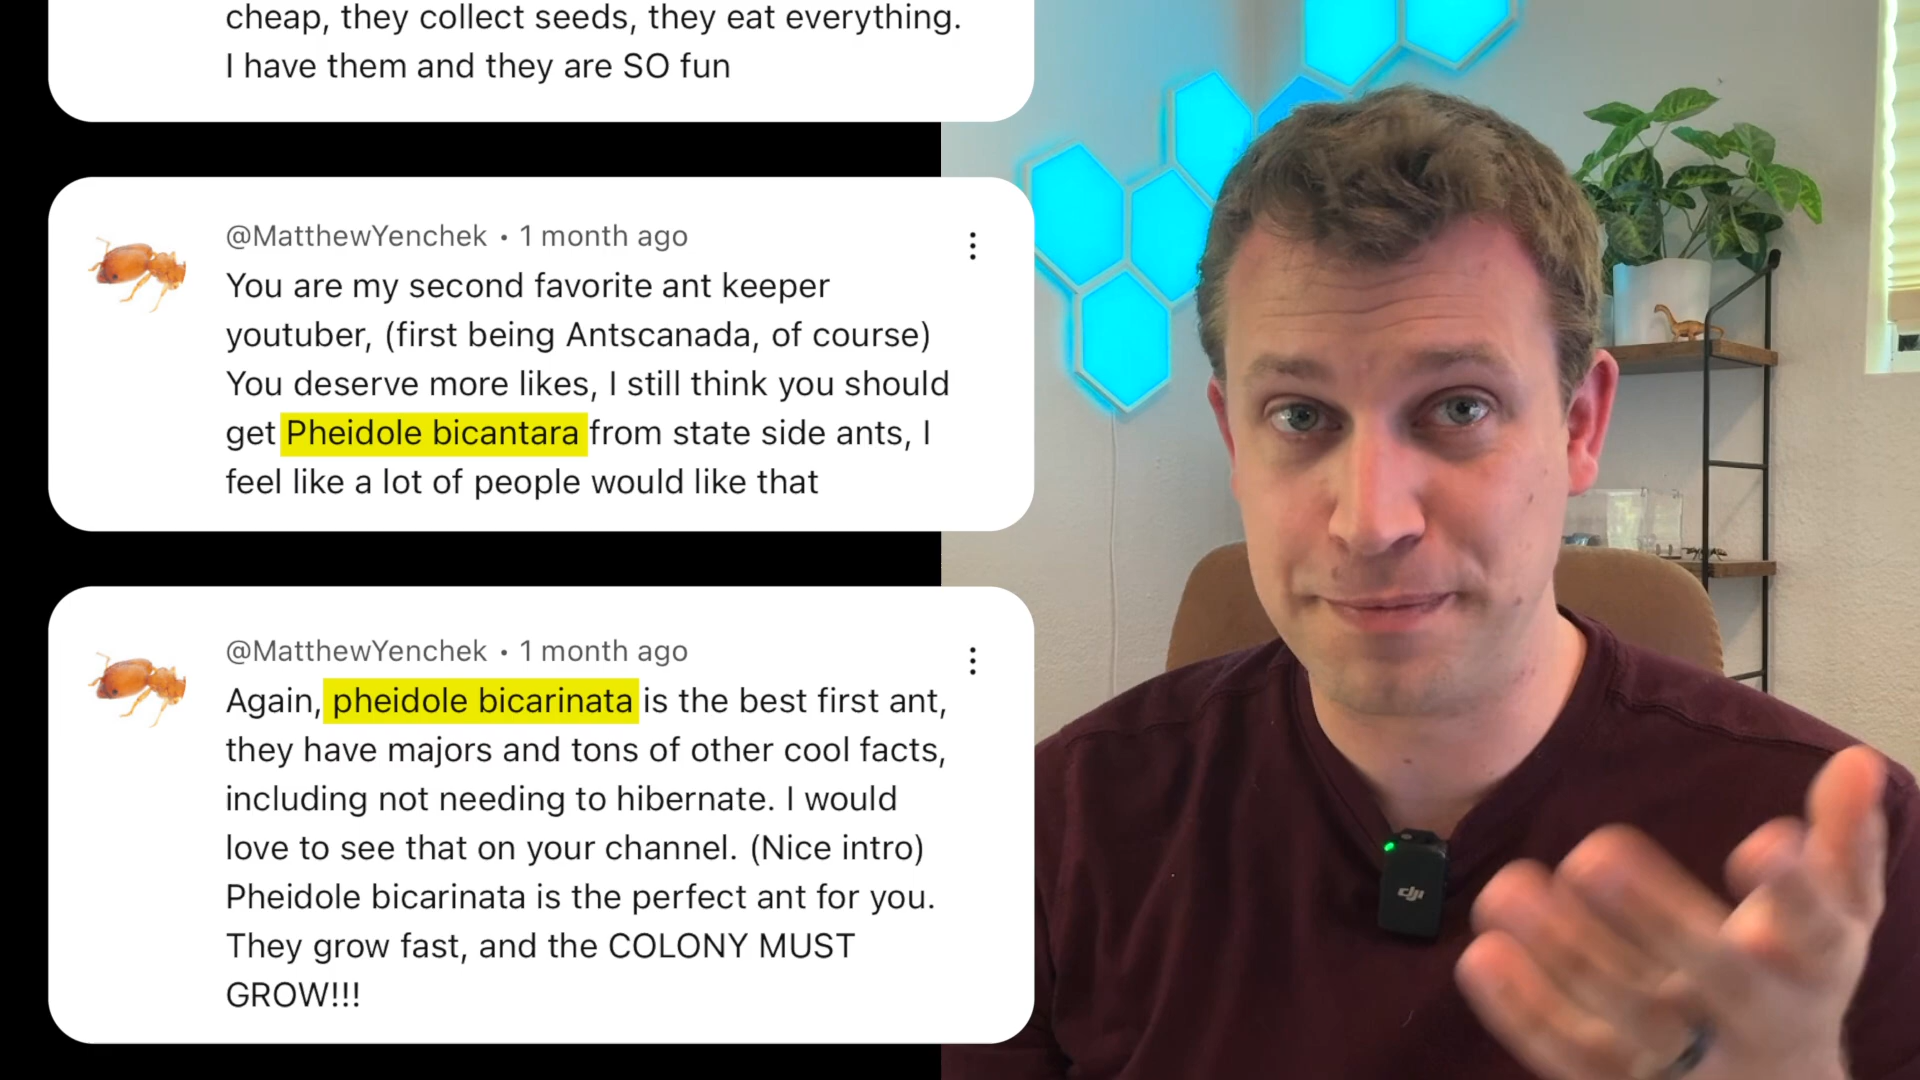 cheap, they collect seeds, they eat everything.
I have them and they are SO fun
@MatthewYenchek • 1 month ago
You are my second favorite ant keeper
youtuber, (first being Antscanada, of course)
You deserve more likes, I still think you should
get Pheidole bicantara from state side ants, I
feel like a lot of people would like that
@MatthewYenchek • 1 month ago
Again, pheidole bicarinata is the best first ant,
they have majors and tons of other cool facts,
including not needing to hibernate. I would
love to see that on your channel. (Nice intro)
Pheidole bicarinata is the perfect ant for you.
They grow fast, and the COLONY MUST
GROW!!!
dji